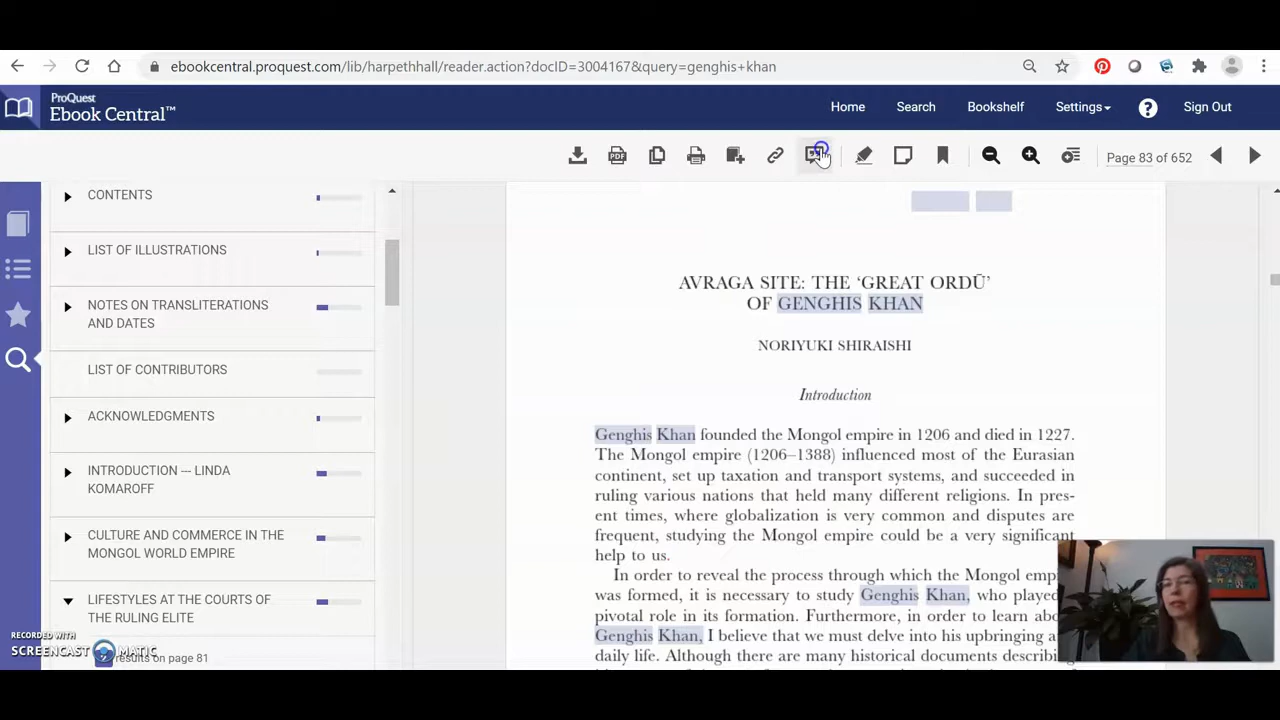 ebookcentral.proquest.com/lib/harpethhall/reader.action?docID=3004167&query=genghis+khan
ProQuest
Ebook Central™
Home
Search
Bookshelf
Settings
?
Sign Out
PDF
Page 83 of 652
CONTENTS
LIST OF ILLUSTRATIONS
NOTES ON TRANSLITERATIONS
AND DATES
LIST OF CONTRIBUTORS
ACKNOWLEDGMENTS
INTRODUCTION --- LINDA
KOMAROFF
CULTURE AND COMMERCE IN THE
MONGOL WORLD EMPIRE
LIFESTYLES AT THE COURTS OF
THE RULING ELITE
results on page 81
RECORDED WITH
SCREENCAST MATIC
AVRAGA SITE: THE ‘GREAT ORDŪ’
OF GENGHIS KHAN
NORIYUKI SHIRAISHI
Introduction
Genghis Khan founded the Mongol empire in 1206 and died in 1227.
The Mongol empire (1206–1388) influenced most of the Eurasian
continent, set up taxation and transport systems, and succeeded in
ruling various nations that held many different religions. In pres-
ent times, where globalization is very common and disputes are
frequent, studying the Mongol empire could be a very significant
help to us.
In order to reveal the process through which the Mongol emp
was formed, it is necessary to study Genghis Khan, who played
pivotal role in its formation. Furthermore, in order to learn abo
Genghis Khan, I believe that we must delve into his upbringing a
daily life. Although there are many historical documents describi